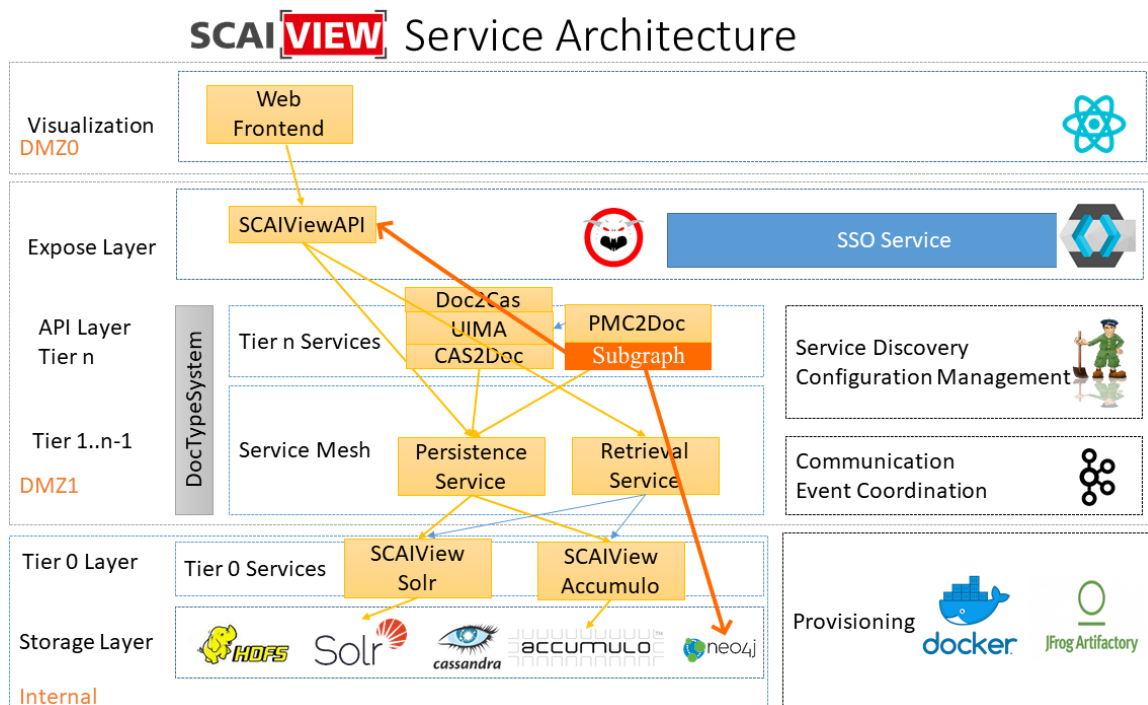 SCAI VIEW Service Architecture
Web
Frontend
Visualization
DMZ0
SCAIViewAPI
SSO Service
Expose Layer
Doc2Cas
UIMA
CAS2Doc
PMC2Doc
Subgraph
API Layer
Tier n
DocTypeSystem
Tier n Services
Service Discovery
Configuration Management
Tier 1..n-1
DMZ1
Service Mesh
Persistence
Service
Retrieval
Service
Communication
Event Coordination
Tier 0 Layer
Tier 0 Services
SCAIView
Solr
SCAIView
Accumulo
Provisioning
docker
JFrog Artifactory
Storage Layer
HDFS
Solr
cassandra
accumulo™
neo4j
Internal